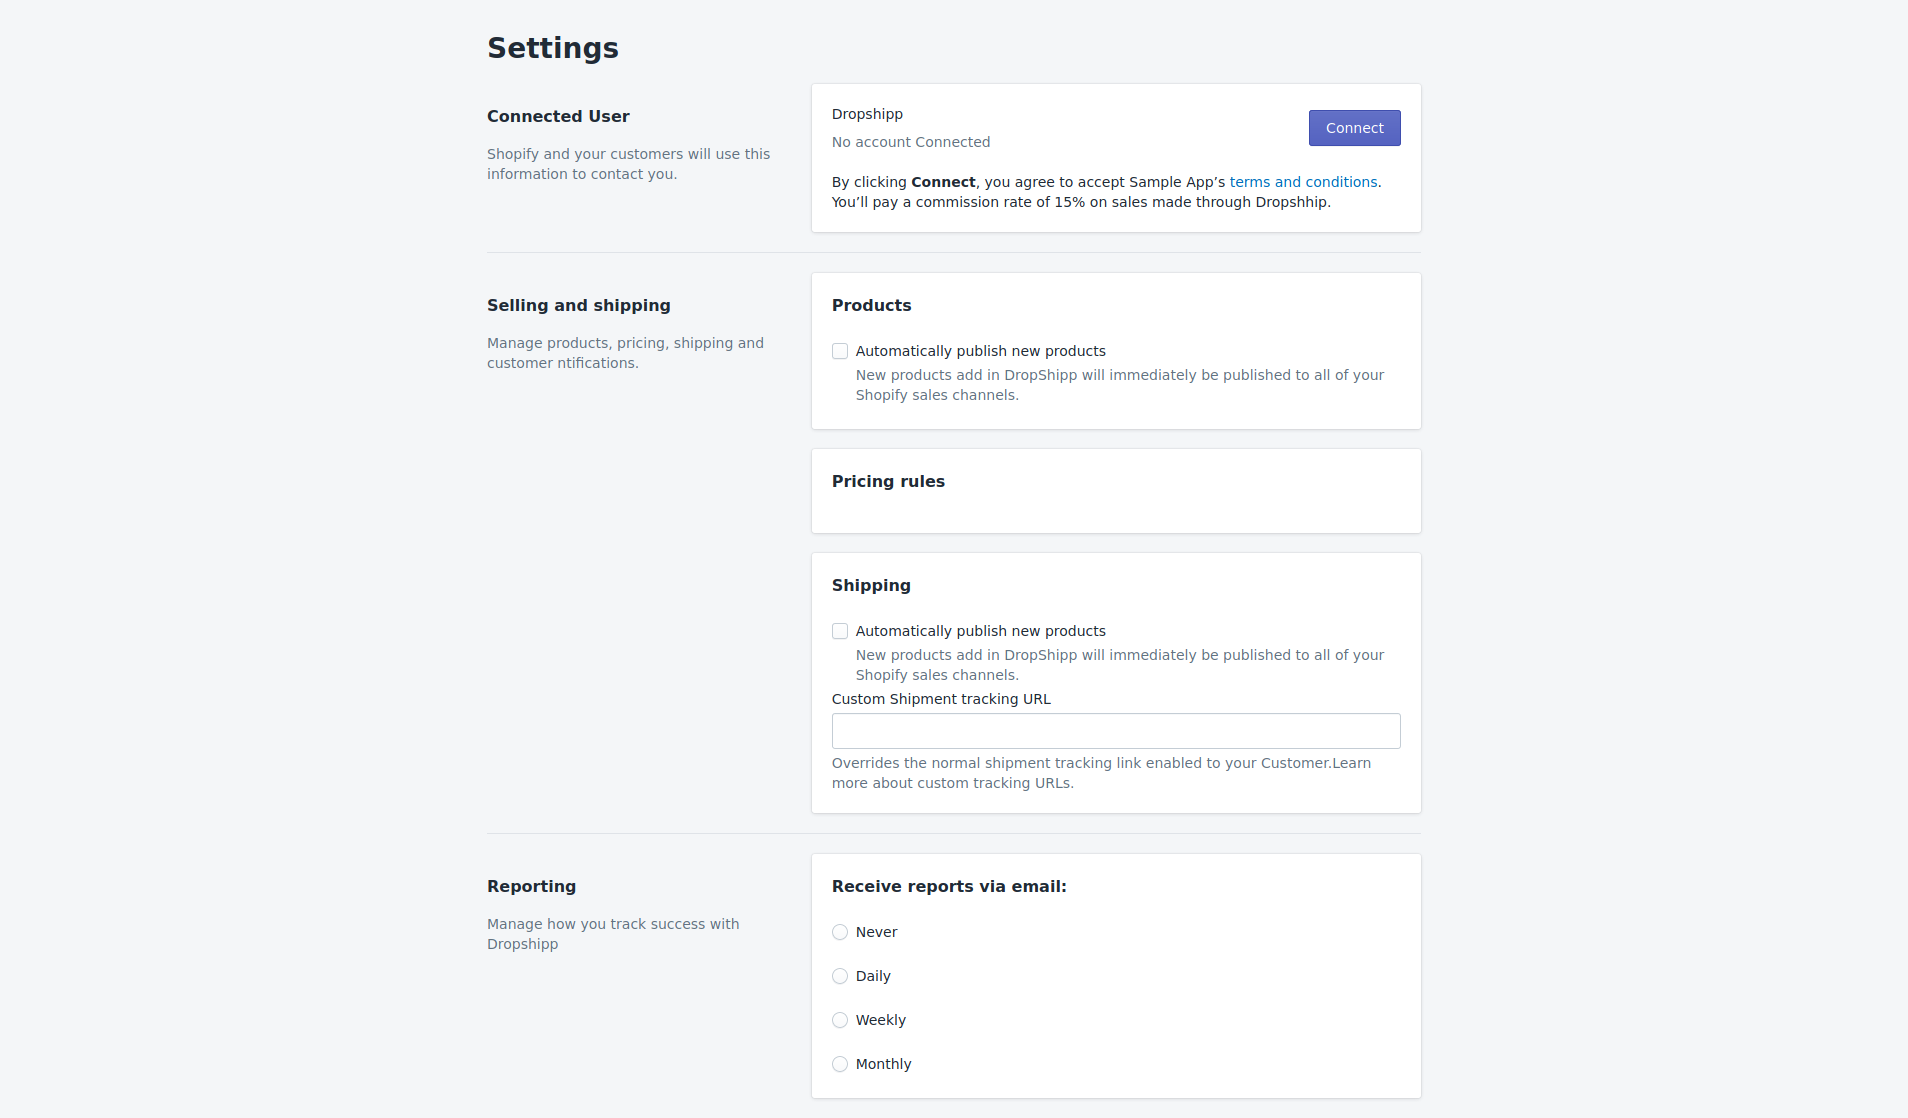 Settings
Connected User
Shopify and your customers will use this
information to contact you.
Dropshipp
No account Connected
Connect
By clicking Connect, you agree to accept Sample App’s terms and conditions.
You’ll pay a commission rate of 15% on sales made through Dropshhip.
Selling and shipping
Manage products, pricing, shipping and
customer ntifications.
Products
Automatically publish new products
New products add in DropShipp will immediately be published to all of your
Shopify sales channels.
Pricing rules
Shipping
Automatically publish new products
New products add in DropShipp will immediately be published to all of your
Shopify sales channels.
Custom Shipment tracking URL
Overrides the normal shipment tracking link enabled to your Customer.Learn
more about custom tracking URLs.
Reporting
Manage how you track success with
Dropshipp
Receive reports via email:
Never
Daily
Weekly
Monthly